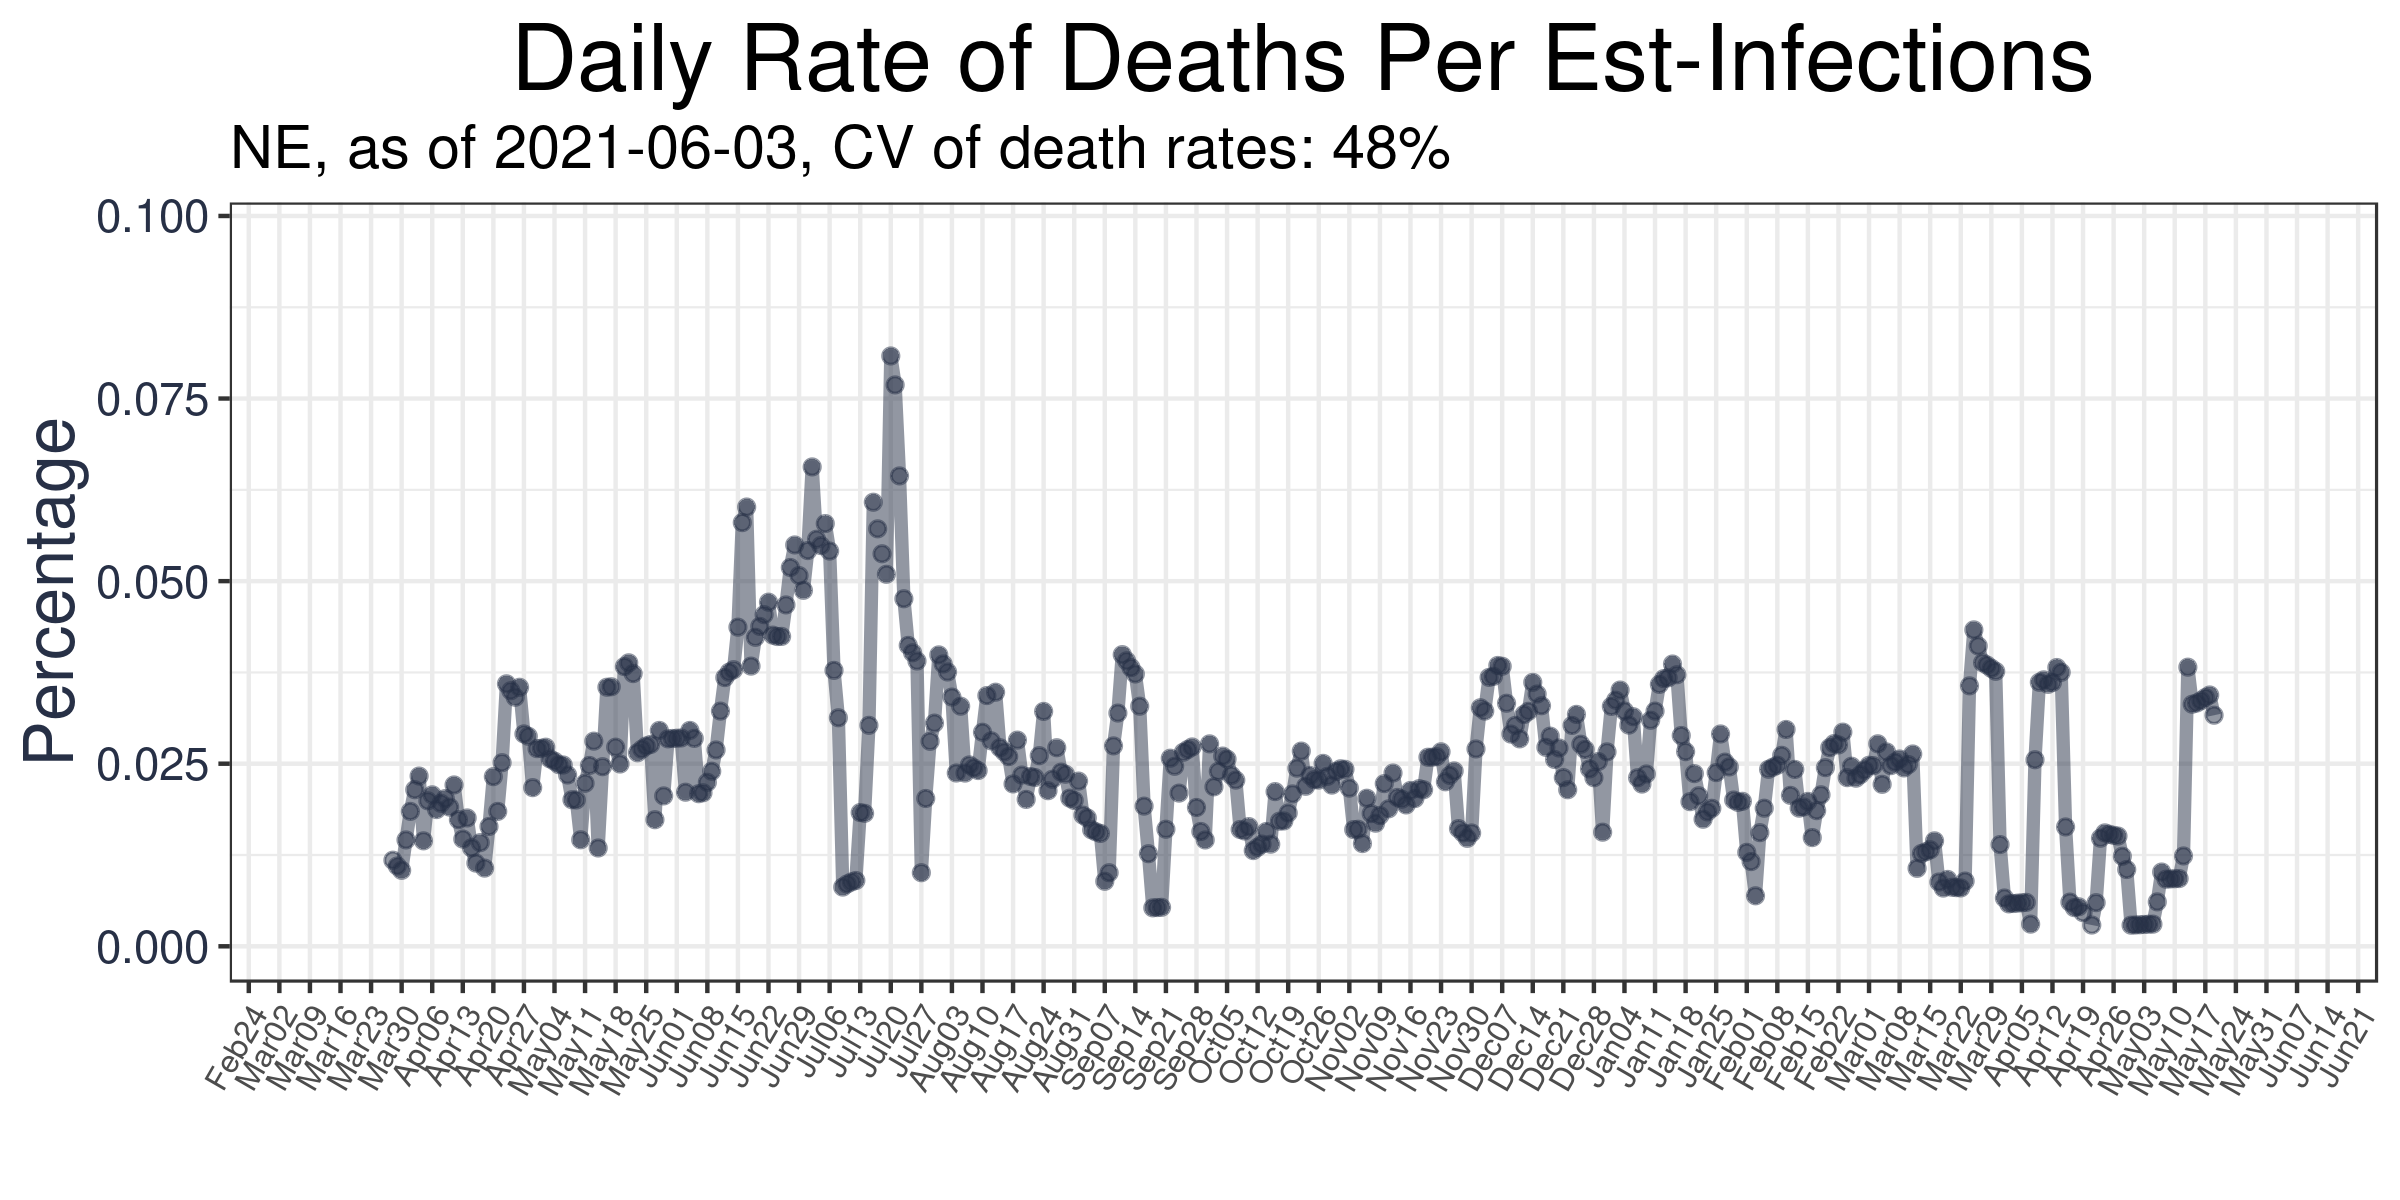 Daily Rate of Deaths Per Est-Infections
NE, as of 2021-06-03, CV of death rates: 48%
Percentage
0.100
0.075
0.050
0.025
0.000
Feb24
Mar02
Mar09
Mar16
Mar23
Mar30
Apr06
Apr13
Apr20
Apr27
May04
May11
May18
May25
Jun01
Jun08
Jun15
Jun22
Jun29
Jul06
Jul13
Jul20
Jul27
Aug03
Aug10
Aug17
Aug24
Aug31
Sep07
Sep14
Sep21
Sep28
Oct05
Oct12
Oct19
Oct26
Nov02
Nov09
Nov16
Nov23
Nov30
Dec07
Dec14
Dec21
Dec28
Jan04
Jan11
Jan18
Jan25
Feb01
Feb08
Feb15
Feb22
Mar01
Mar08
Mar15
Mar22
Mar29
Apr05
Apr12
Apr19
Apr26
May03
May10
May17
May24
May31
Jun07
Jun14
Jun21